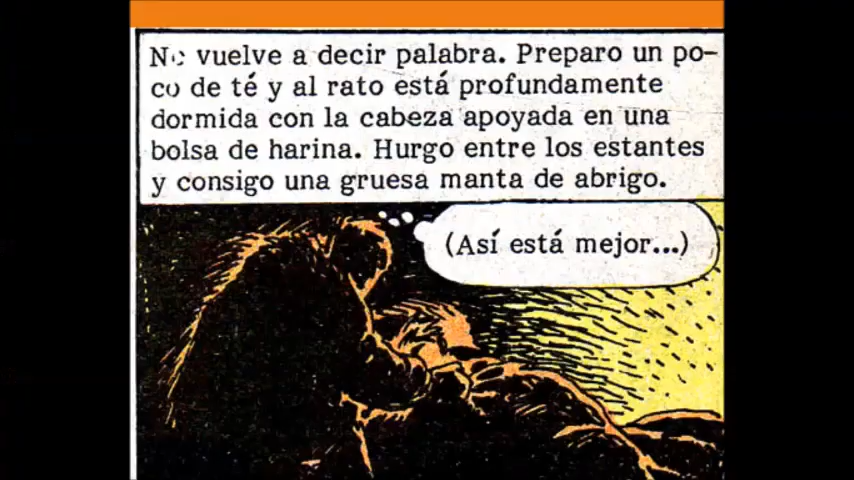 No vuelve a decir palabra. Preparo un po-
co de té y al rato está profundamente
dormida con la cabeza apoyada en una
bolsa de harina. Hurgo entre los estantes
y consigo una gruesa manta de abrigo.
(Así está mejor...)